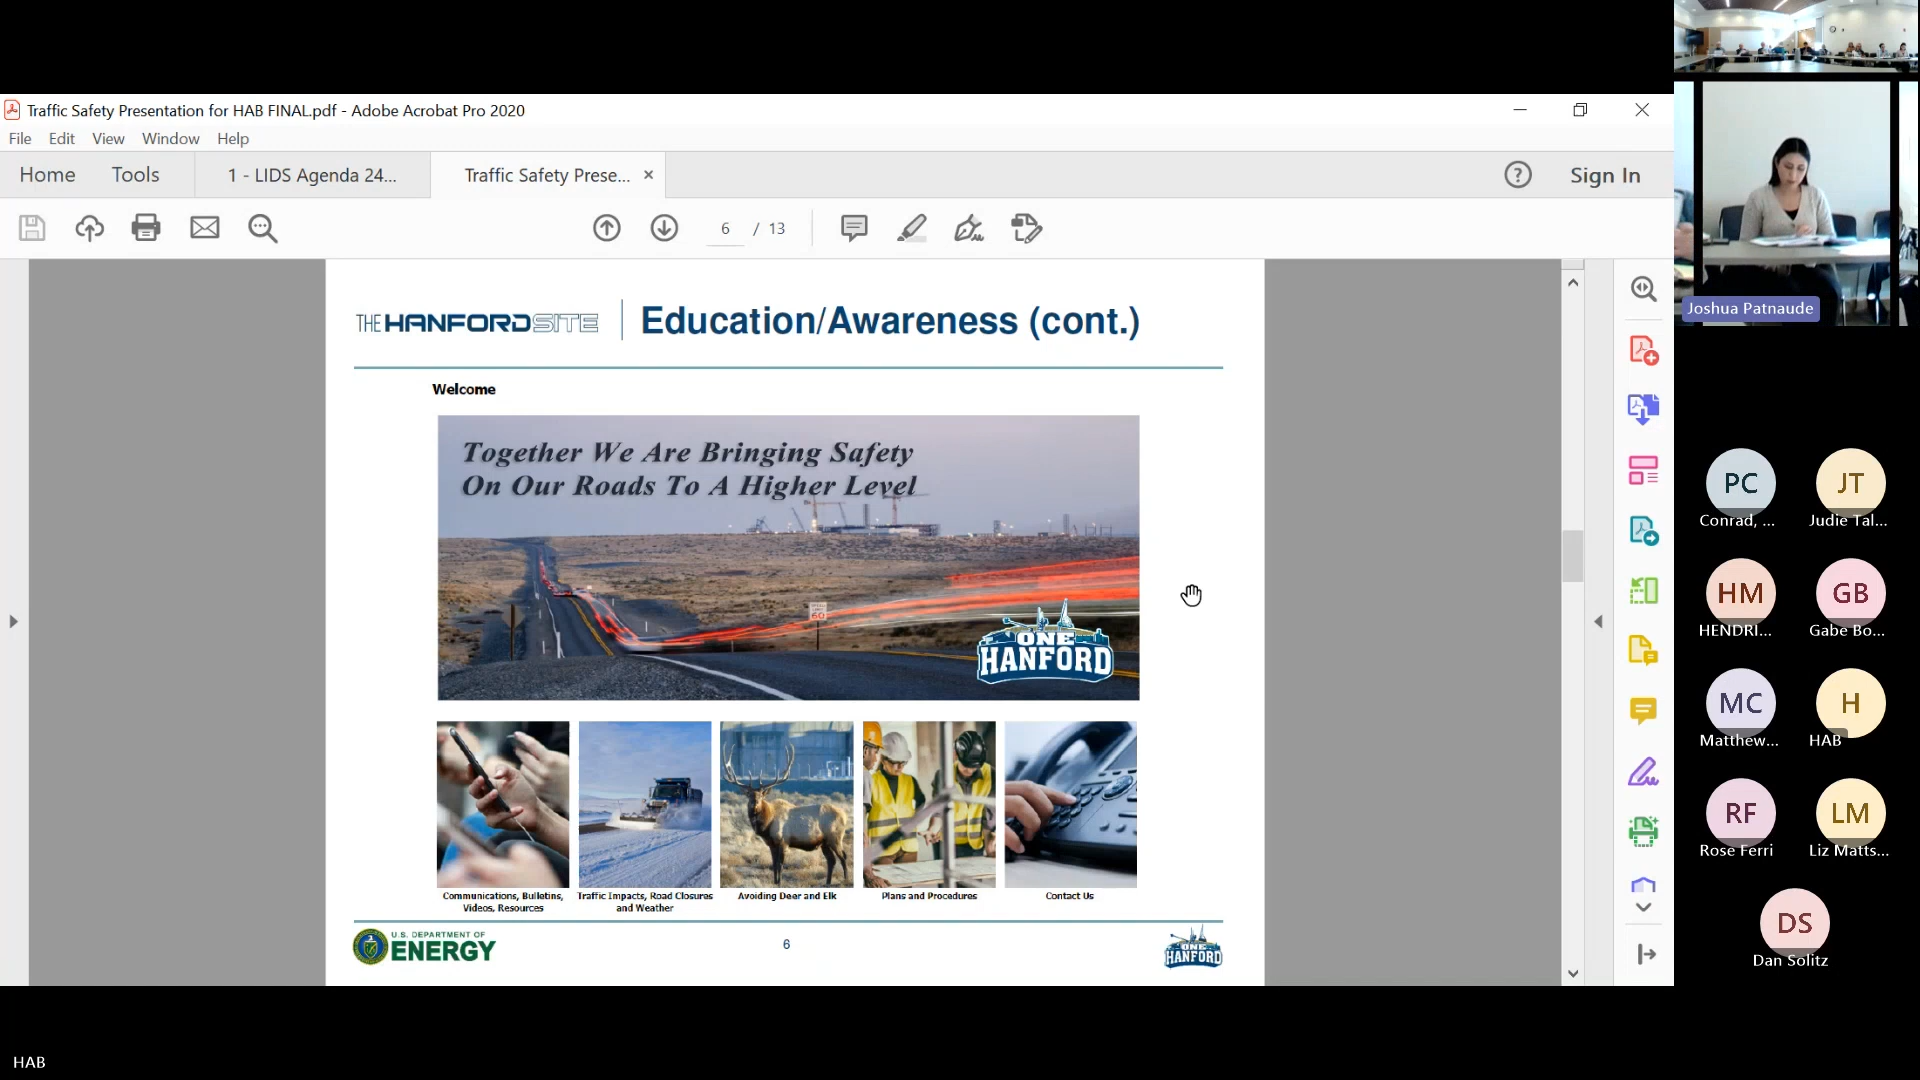 Traffic Safety Presentation for HAB FINAL.pdf - Adobe Acrobat Pro 2020
File Edit View Window Help
Home Tools 1 - LIDS Agenda 24... Traffic Safety Prese... × Sign In
6 / 13
THE HANFORD SITE Education/Awareness (cont.)
Welcome
Together We Are Bringing Safety
On Our Roads To A Higher Level
60
ONE
HANFORD
Communications, Bulletins,
Videos, Resources
Traffic Impacts, Road Closures
and Weather
Avoiding Deer and Elk
Plans and Procedures
Contact Us
U.S. DEPARTMENT OF
ENERGY
6
ONE
HANFORD
Joshua Patnaude
PC
Conrad, ...
JT
Judie Tal...
HM
HENDRI...
GB
Gabe Bo...
MC
Matthew...
H
HAB
RF
Rose Ferri
LM
Liz Matts...
DS
Dan Solitz
HAB